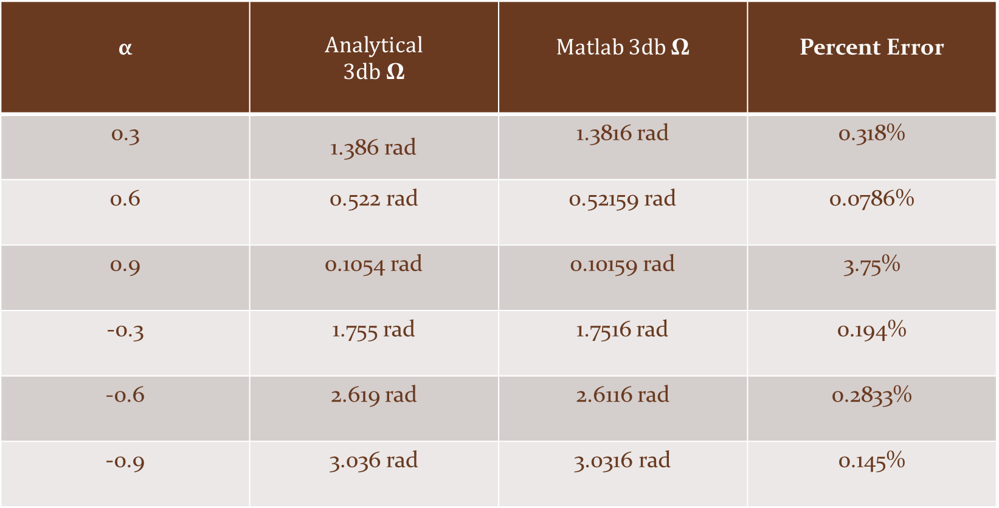 α
Analytical
3db Ω
Matlab 3db Ω
Percent Error
0.3
1.386 rad
1.3816 rad
0.318%
0.6
0.522 rad
0.52159 rad
0.0786%
0.9
0.1054 rad
0.10159 rad
3.75%
-0.3
1.755 rad
1.7516 rad
0.194%
-0.6
2.619 rad
2.6116 rad
0.2833%
-0.9
3.036 rad
3.0316 rad
0.145%